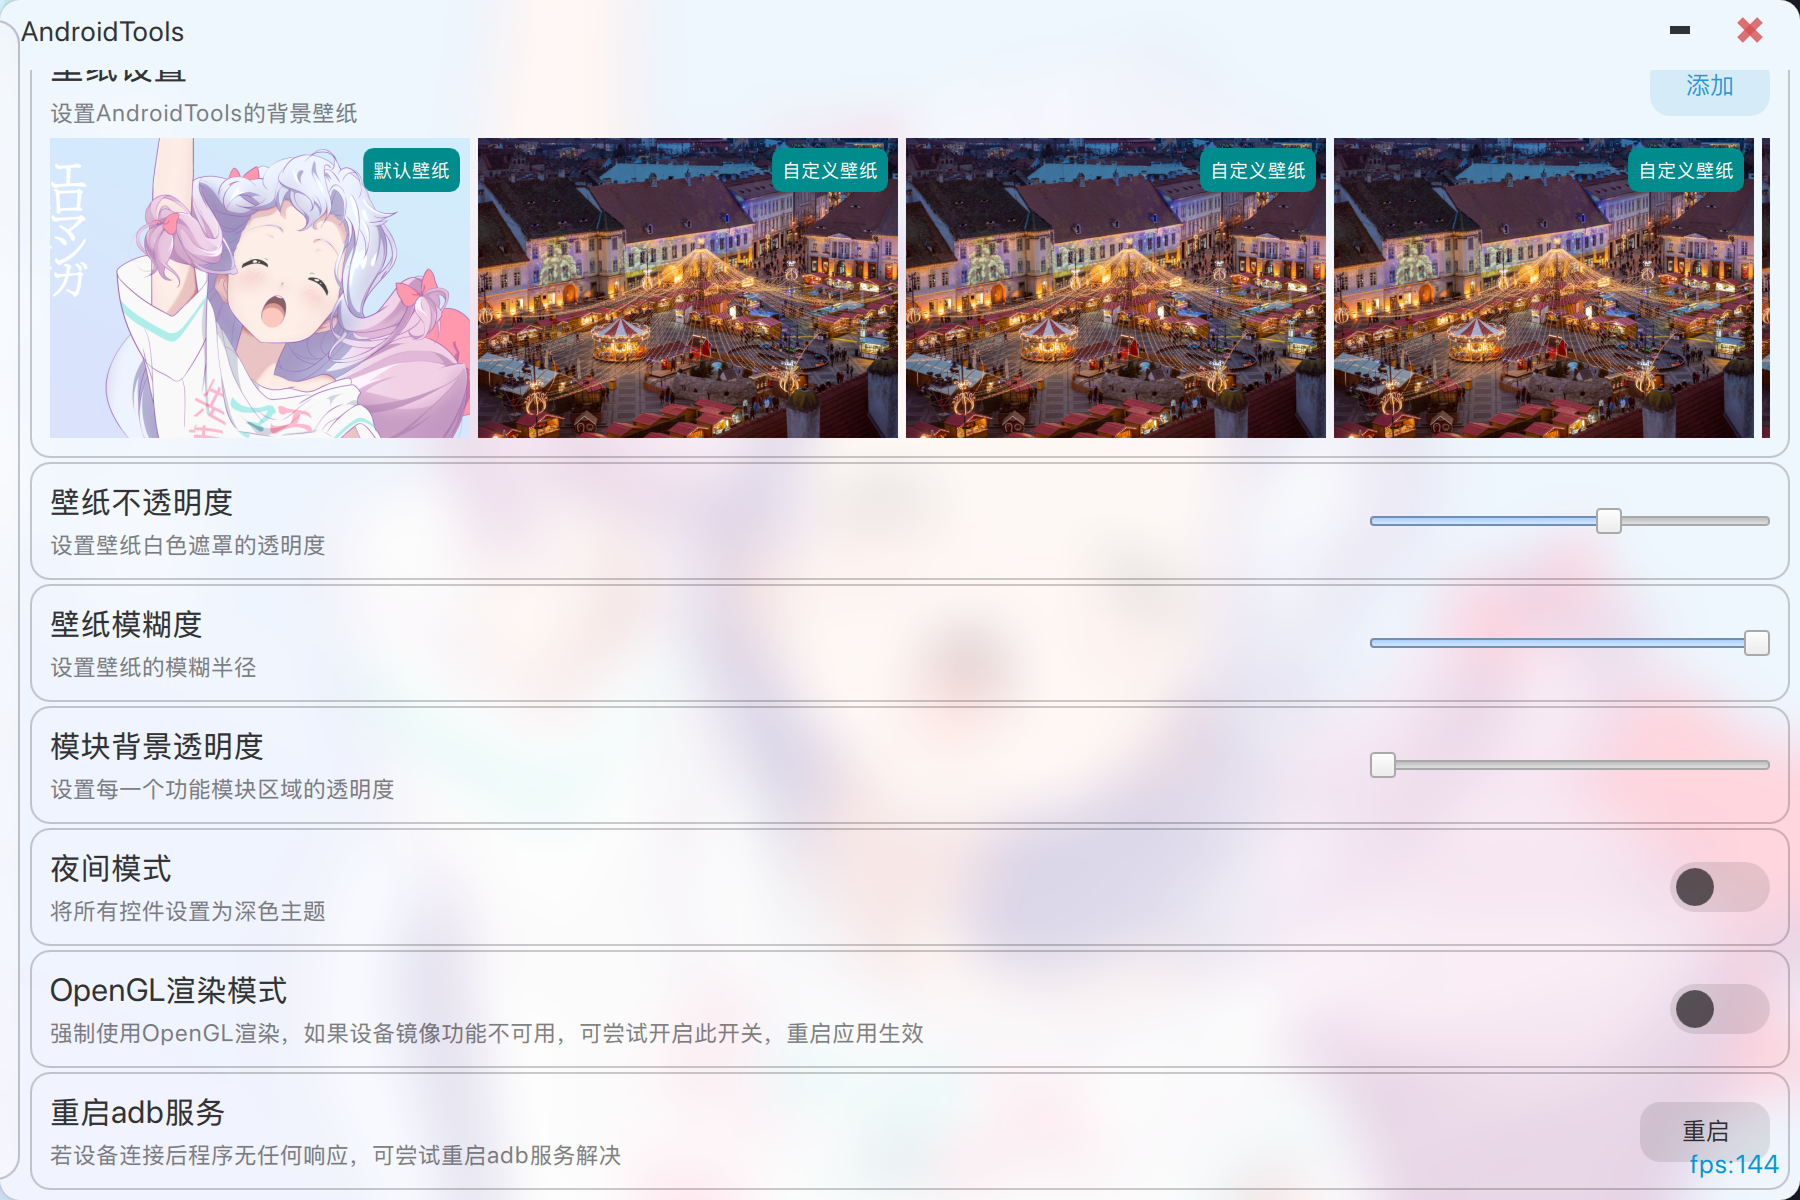 AndroidTools
壁纸设置
添加
设置AndroidTools的背景壁纸
エロマンガ
默认壁纸
自定义壁纸
自定义壁纸
自定义壁纸
壁纸不透明度
设置壁纸白色遮罩的透明度
壁纸模糊度
设置壁纸的模糊半径
模块背景透明度
设置每一个功能模块区域的透明度
夜间模式
将所有控件设置为深色主题
OpenGL渲染模式
强制使用OpenGL渲染，如果设备镜像功能不可用，可尝试开启此开关，重启应用生效
重启adb服务
若设备连接后程序无任何响应，可尝试重启adb服务解决
重启
fps:144